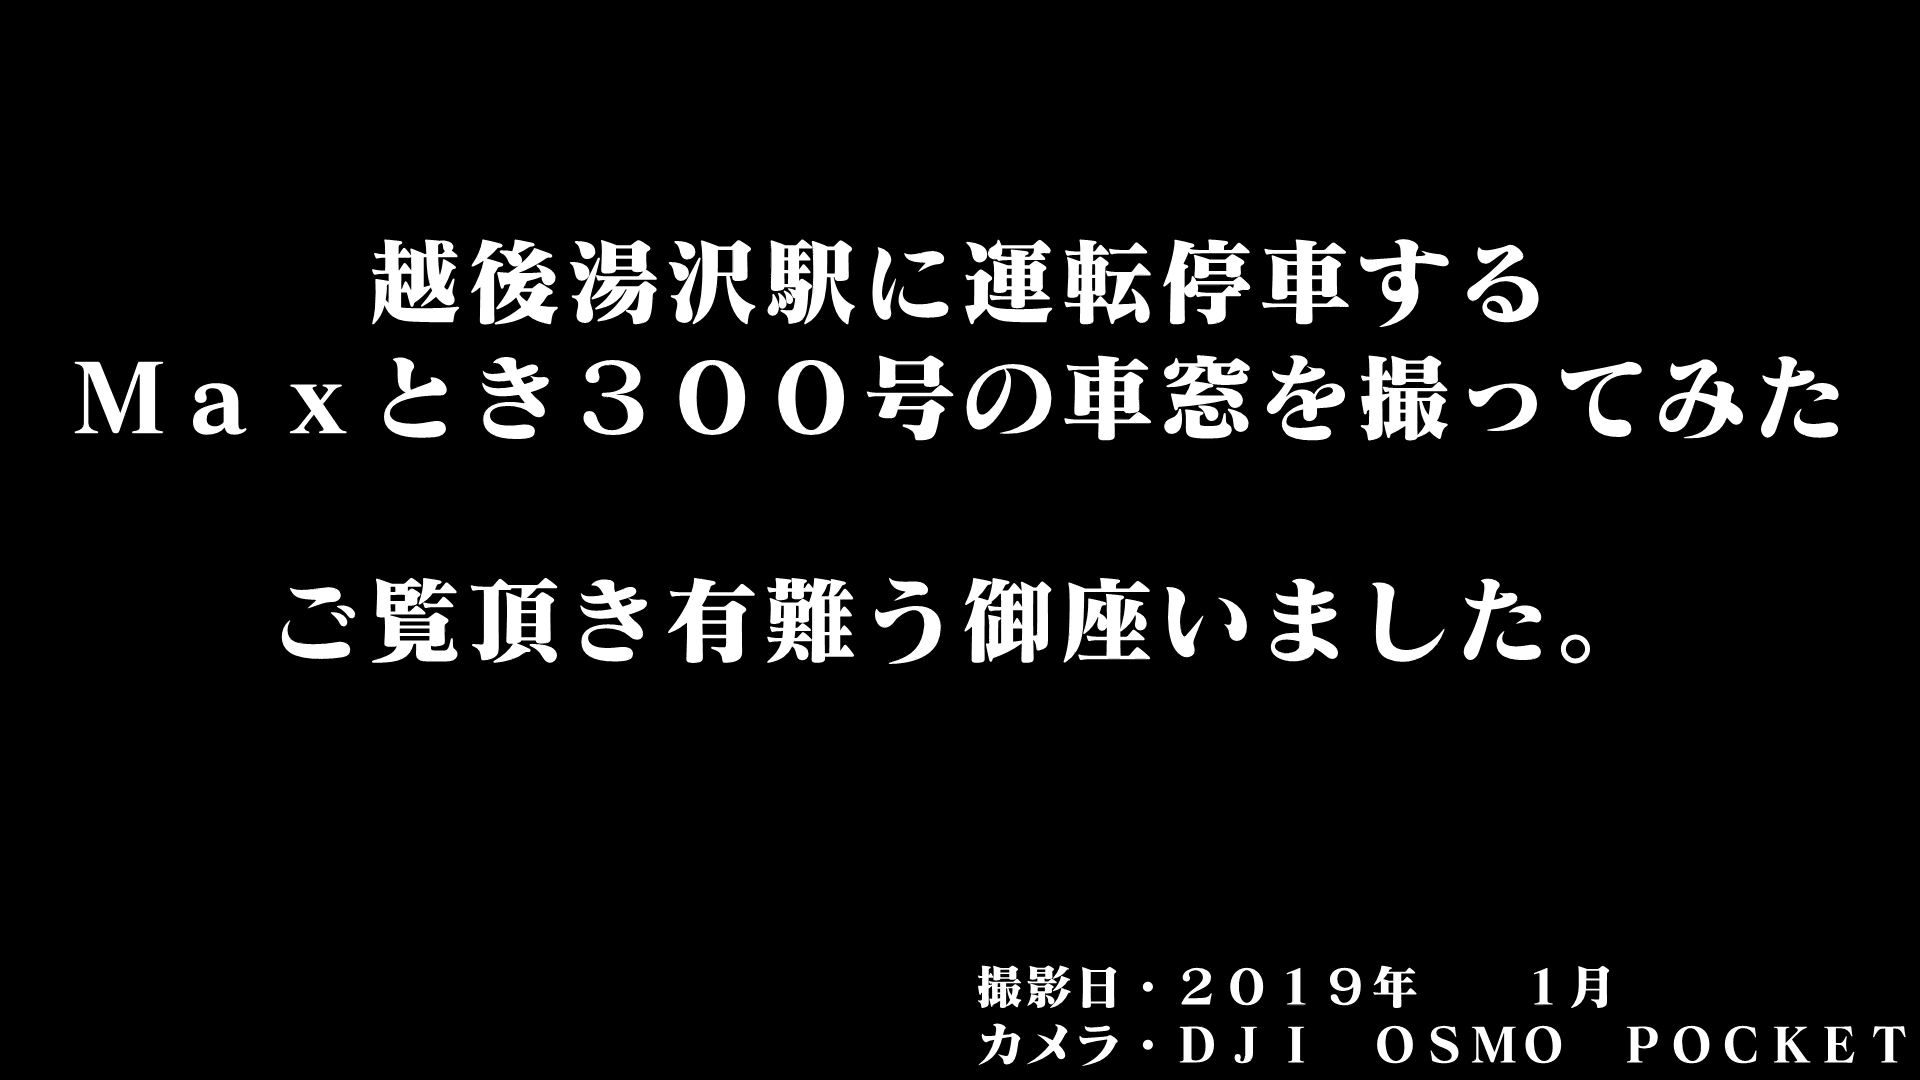 越後湯沢駅に運転停車する
Ｍａｘとき３００号の車窓を撮ってみた
ご覧頂き有難う御座いました。
撮影日・２０１９年　　１月
カメラ・ＤＪＩ　ＯＳＭＯ　ＰＯＣＫＥＴ